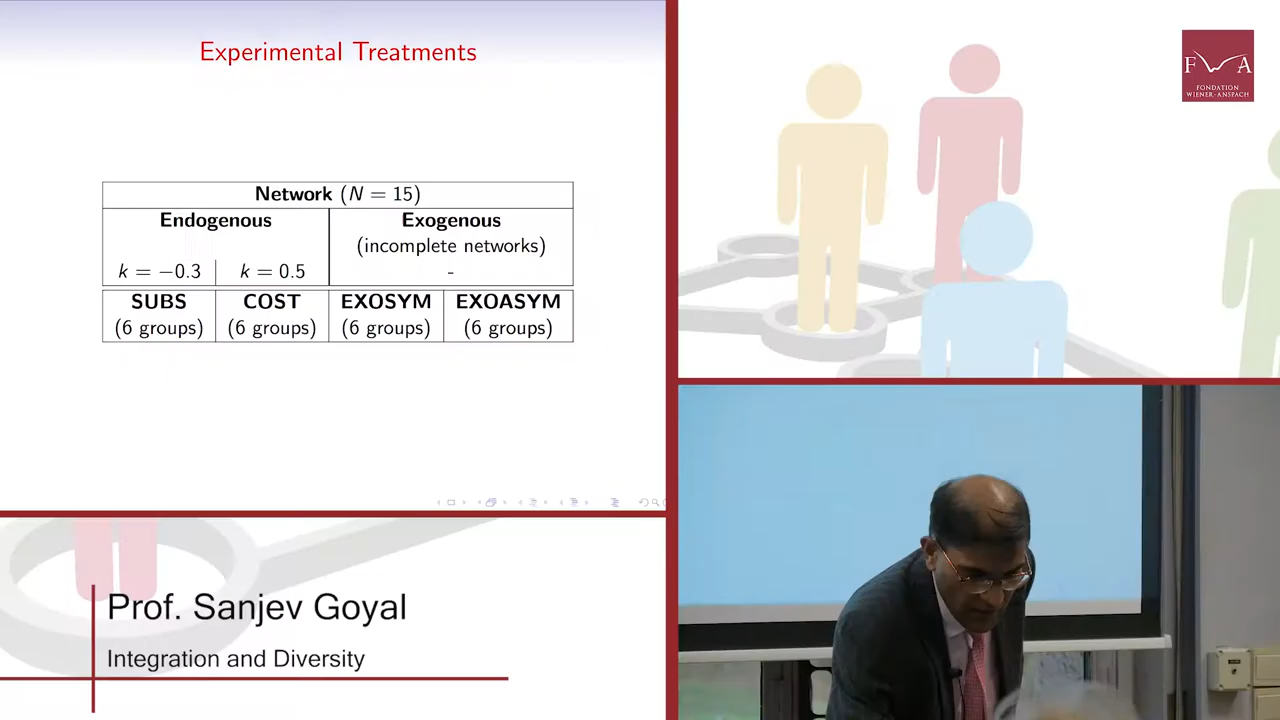 Experimental Treatments
Network (N = 15)
Endogenous
Exogenous
(incomplete networks)
k = −0.3
k = 0.5
-
SUBS
COST
EXOSYM
EXOASYM
(6 groups)
(6 groups)
(6 groups)
(6 groups)
Prof. Sanjev Goyal
Integration and Diversity
F W A
FONDATION
WIENER-ANSPACH